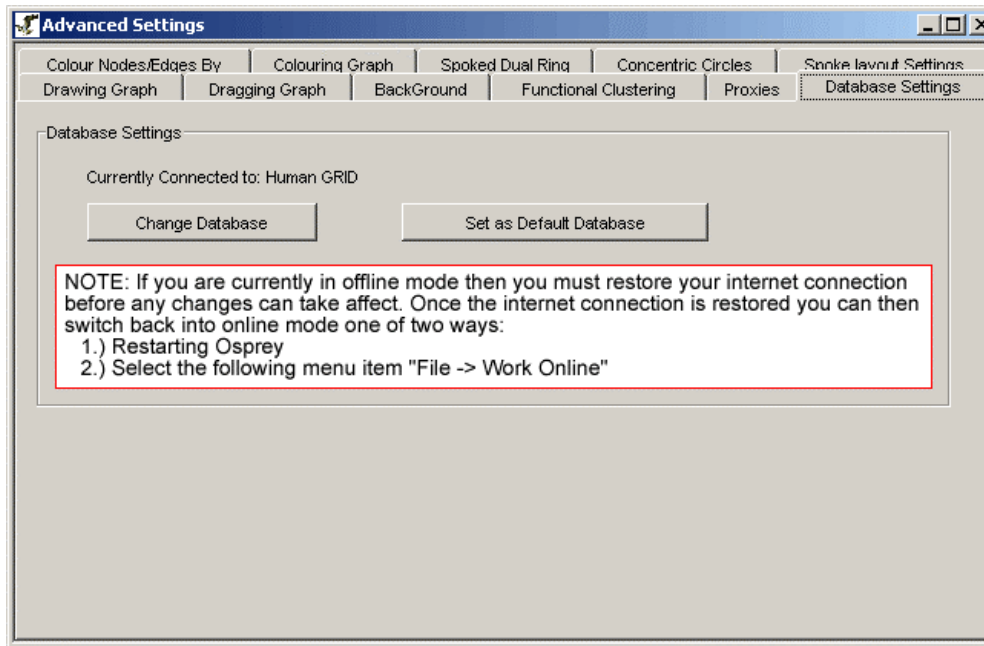 Advanced Settings
Colour Nodes/Edges By Colouring Graph Spoked Dual Ring Concentric Circles Spoke layout Settings
Drawing Graph Dragging Graph BackGround Functional Clustering Proxies Database Settings
Database Settings
Currently Connected to: Human GRID
Change Database Set as Default Database
NOTE: If you are currently in offline mode then you must restore your internet connection
before any changes can take affect. Once the internet connection is restored you can then
switch back into online mode one of two ways:
1.) Restarting Osprey
2.) Select the following menu item "File -> Work Online"